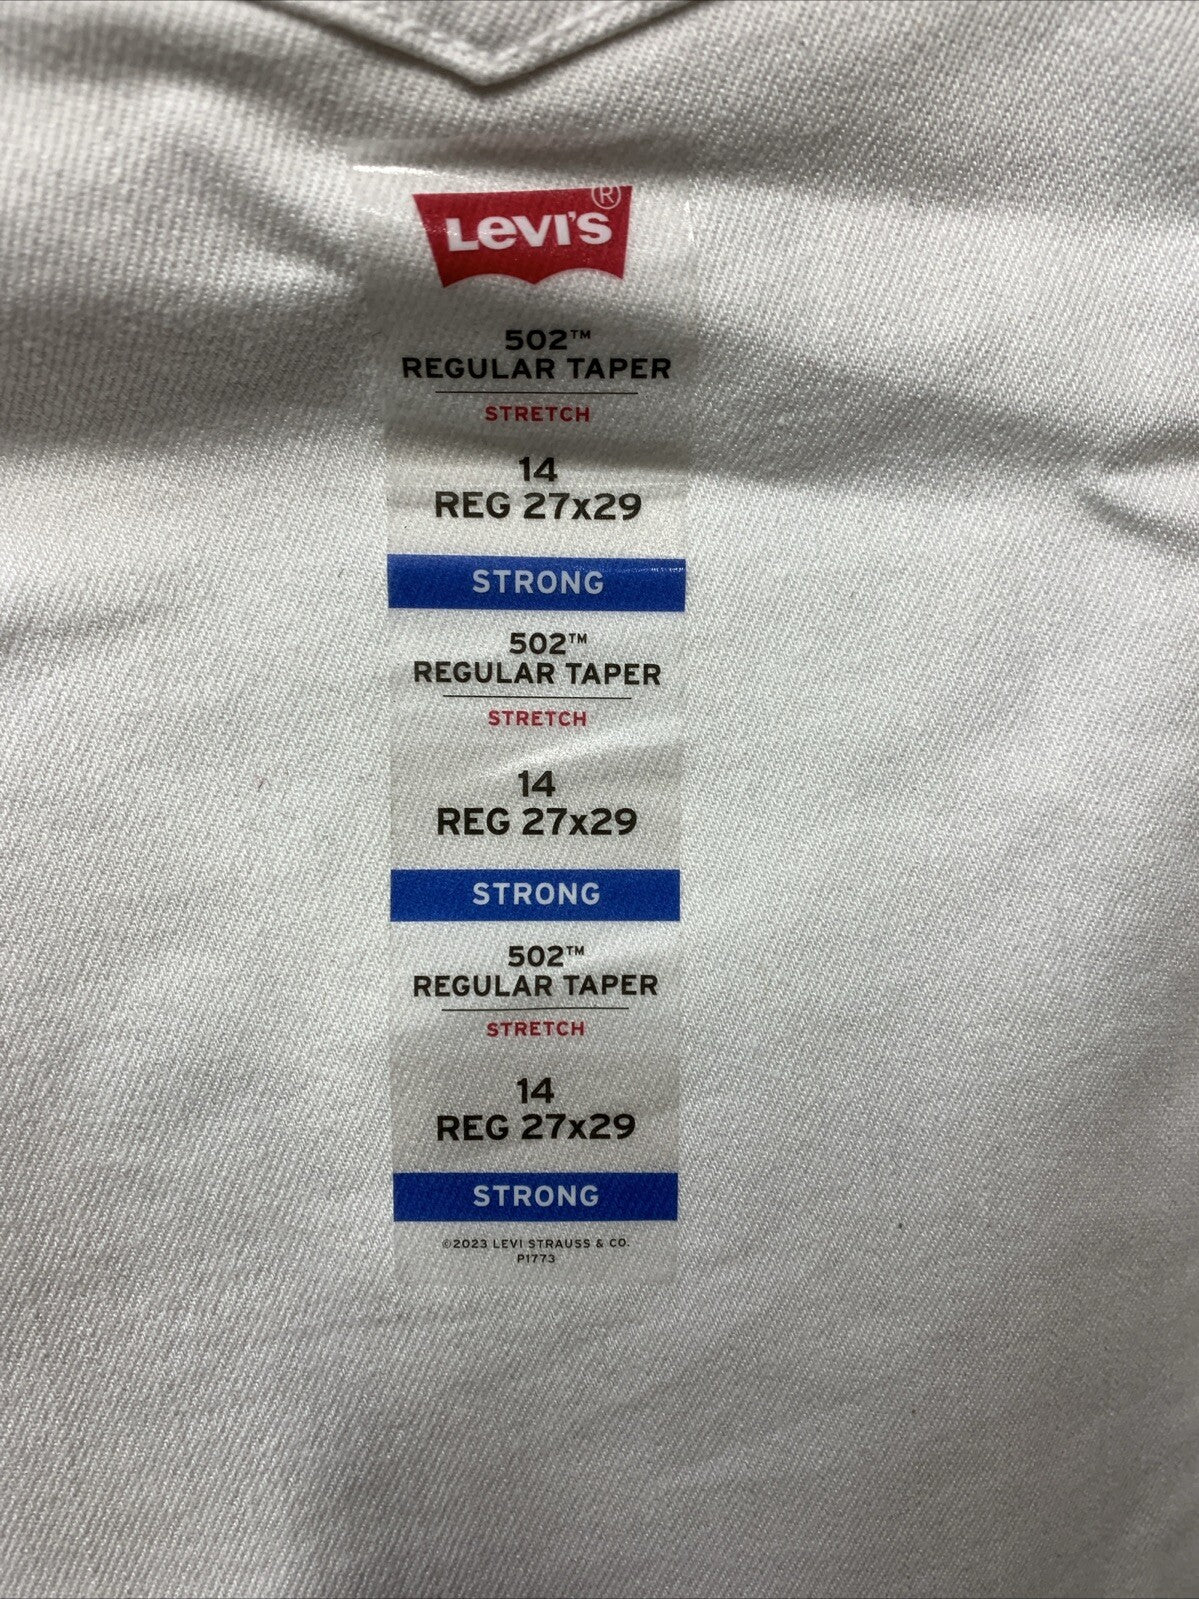 Levi's®
502™
REGULAR TAPER
STRETCH
14
REG 27x29
STRONG
502™
REGULAR TAPER
STRETCH
14
REG 27x29
STRONG
502™
REGULAR TAPER
STRETCH
14
REG 27x29
STRONG
©2023 LEVI STRAUSS & CO.
P1773